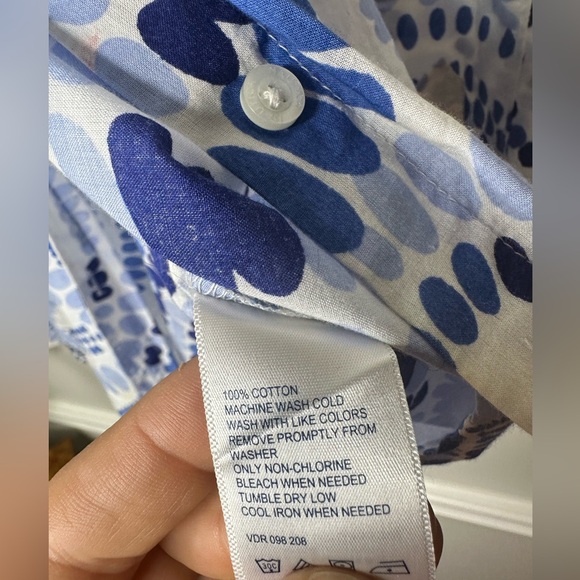 100% COTTON
MACHINE WASH COLD
WASH WITH LIKE COLORS
REMOVE PROMPTLY FROM
WASHER
ONLY NON-CHLORINE
BLEACH WHEN NEEDED
TUMBLE DRY LOW
COOL IRON WHEN NEEDED
VDR 098 208
30C